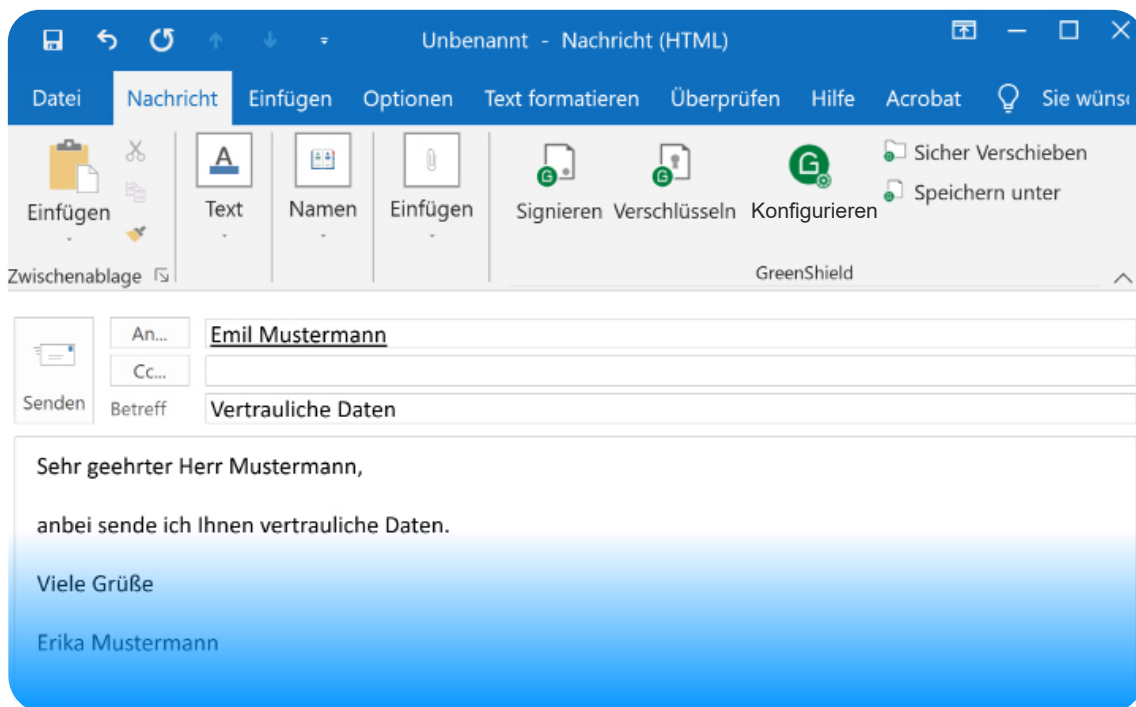 Unbenannt - Nachricht (HTML)
Datei Nachricht Einfügen Optionen Text formatieren Überprüfen Hilfe Acrobat Sie wüns
Einfügen Text Namen Einfügen Signieren Verschlüsseln Konfigurieren
Sicher Verschieben
Speichern unter
Zwischenablage GreenShield
Senden
An... Emil Mustermann
Cc...
Betreff Vertrauliche Daten
Sehr geehrter Herr Mustermann,
anbei sende ich Ihnen vertrauliche Daten.
Viele Grüße
Erika Mustermann